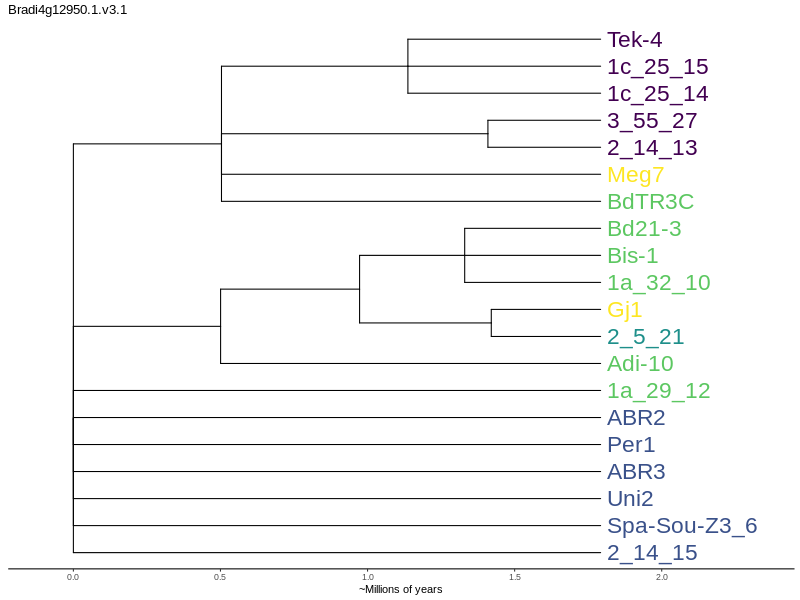 Bradi4g12950.1.v3.1
Tek-4
1c_25_15
1c_25_14
3_55_27
2_14_13
Meg7
BdTR3C
Bd21-3
Bis-1
1a_32_10
Gj1
2_5_21
Adi-10
1a_29_12
ABR2
Per1
ABR3
Uni2
Spa-Sou-Z3_6
2_14_15
0.0 0.5 1.0 1.5 2.0
~Millions of years